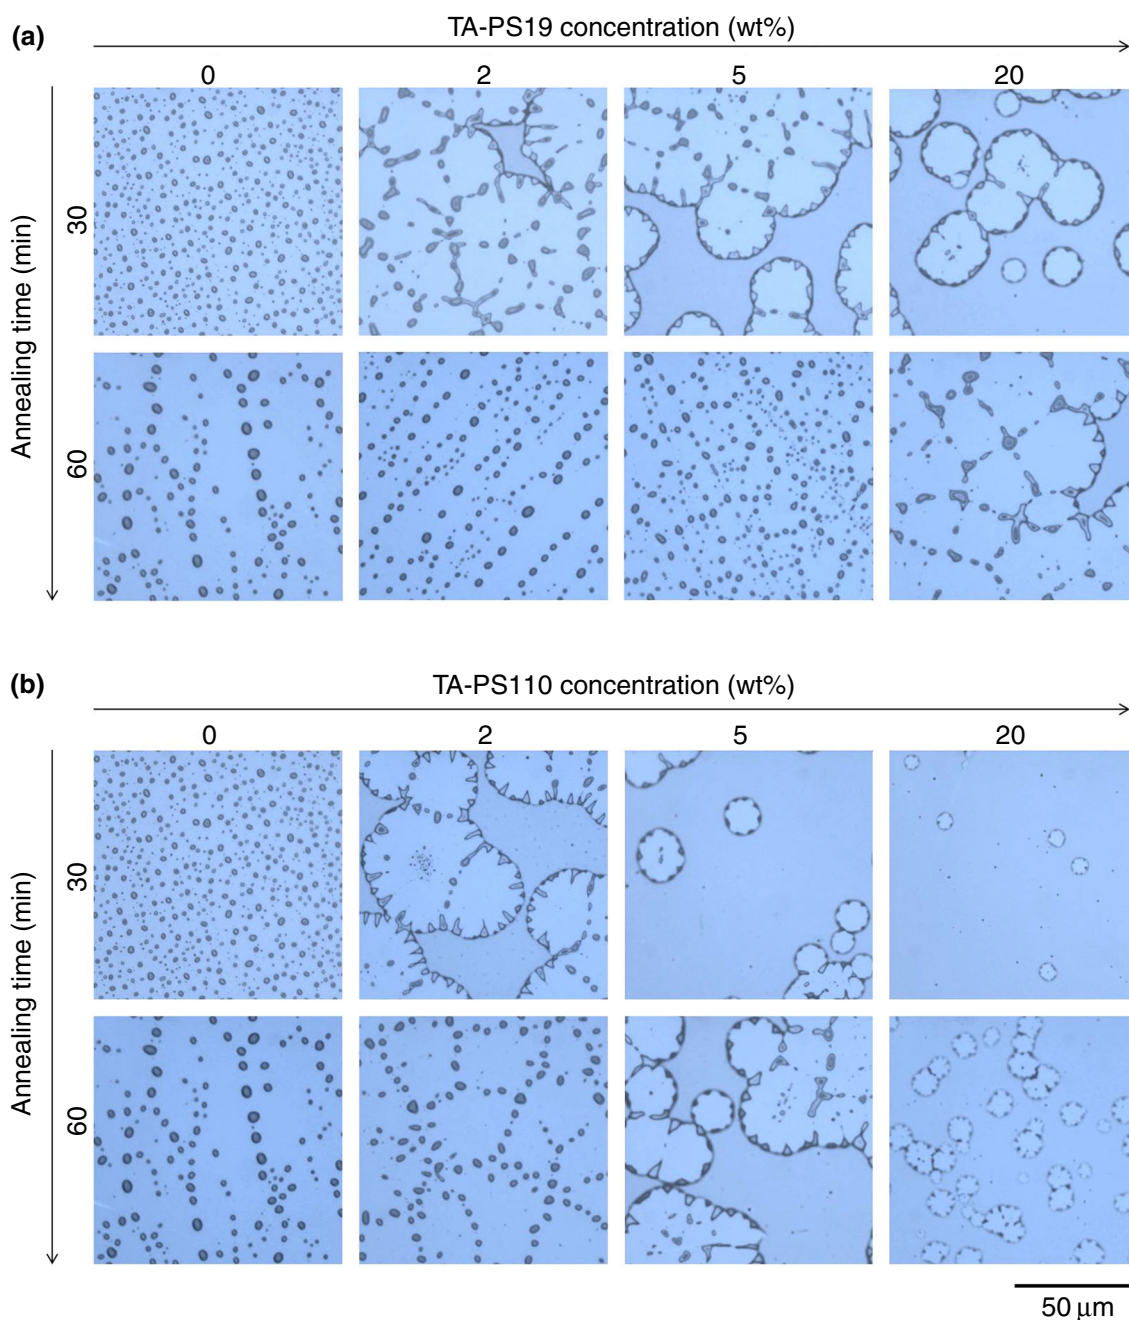 (a)
TA-PS19 concentration (wt%)
0 2 5 20
Annealing time (min)
30
60
(b)
TA-PS110 concentration (wt%)
0 2 5 20
Annealing time (min)
30
60
50 μm